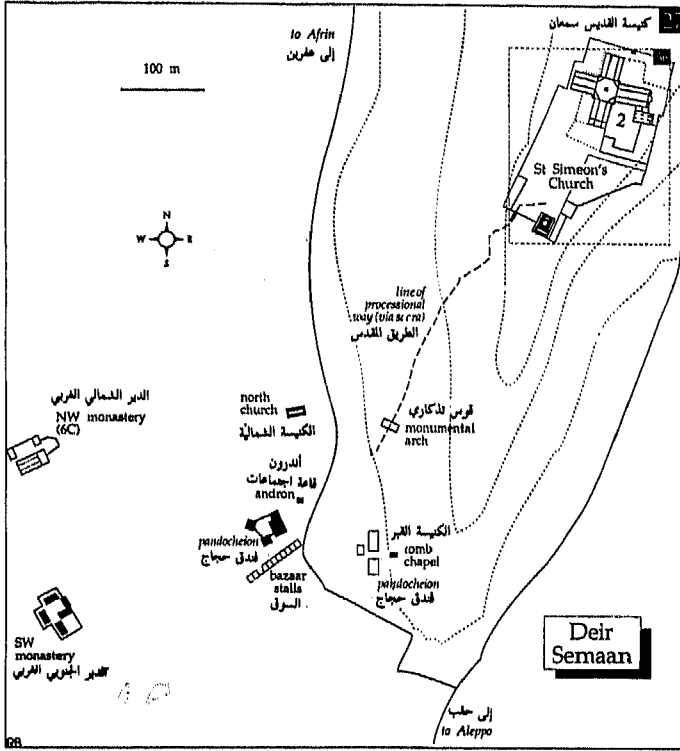 كنيسة القديس سمعان
to Afrin
إلى عفرين
100 m
2
St Simeon's
Church
N
W
E
S
line of
processional
way (via sacra)
الطريق المقدس
الدير الشمالي الغربي
NW monastery
(6C)
north
church
الكنيسة الشمالية
قوس تذكاري
monumental
arch
أندرون
قاعة اجتماعات
andron
الكنيسة القبر
tomb
chapel
pandocheion
فندق حجاج
bazaar
stalls
السوق
pandocheion
فندق حجاج
SW
monastery
الدير الجنوبي الغربي
Deir
Semaan
إلى حلب
to Aleppo